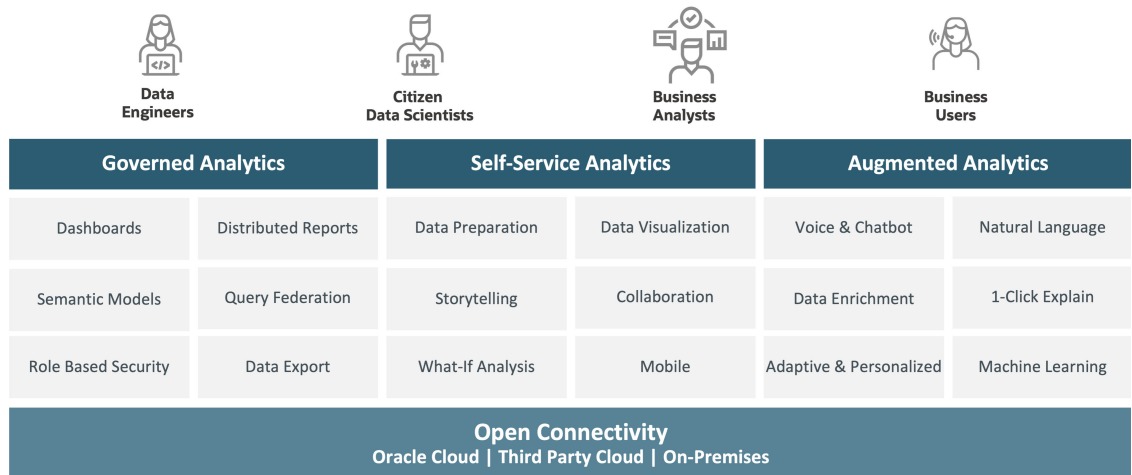 </>
Data
Engineers
Citizen
Data Scientists
Business
Analysts
Business
Users
Governed Analytics
Self-Service Analytics
Augmented Analytics
Dashboards
Distributed Reports
Data Preparation
Data Visualization
Voice & Chatbot
Natural Language
Semantic Models
Query Federation
Storytelling
Collaboration
Data Enrichment
1-Click Explain
Role Based Security
Data Export
What-If Analysis
Mobile
Adaptive & Personalized
Machine Learning
Open Connectivity
Oracle Cloud | Third Party Cloud | On-Premises